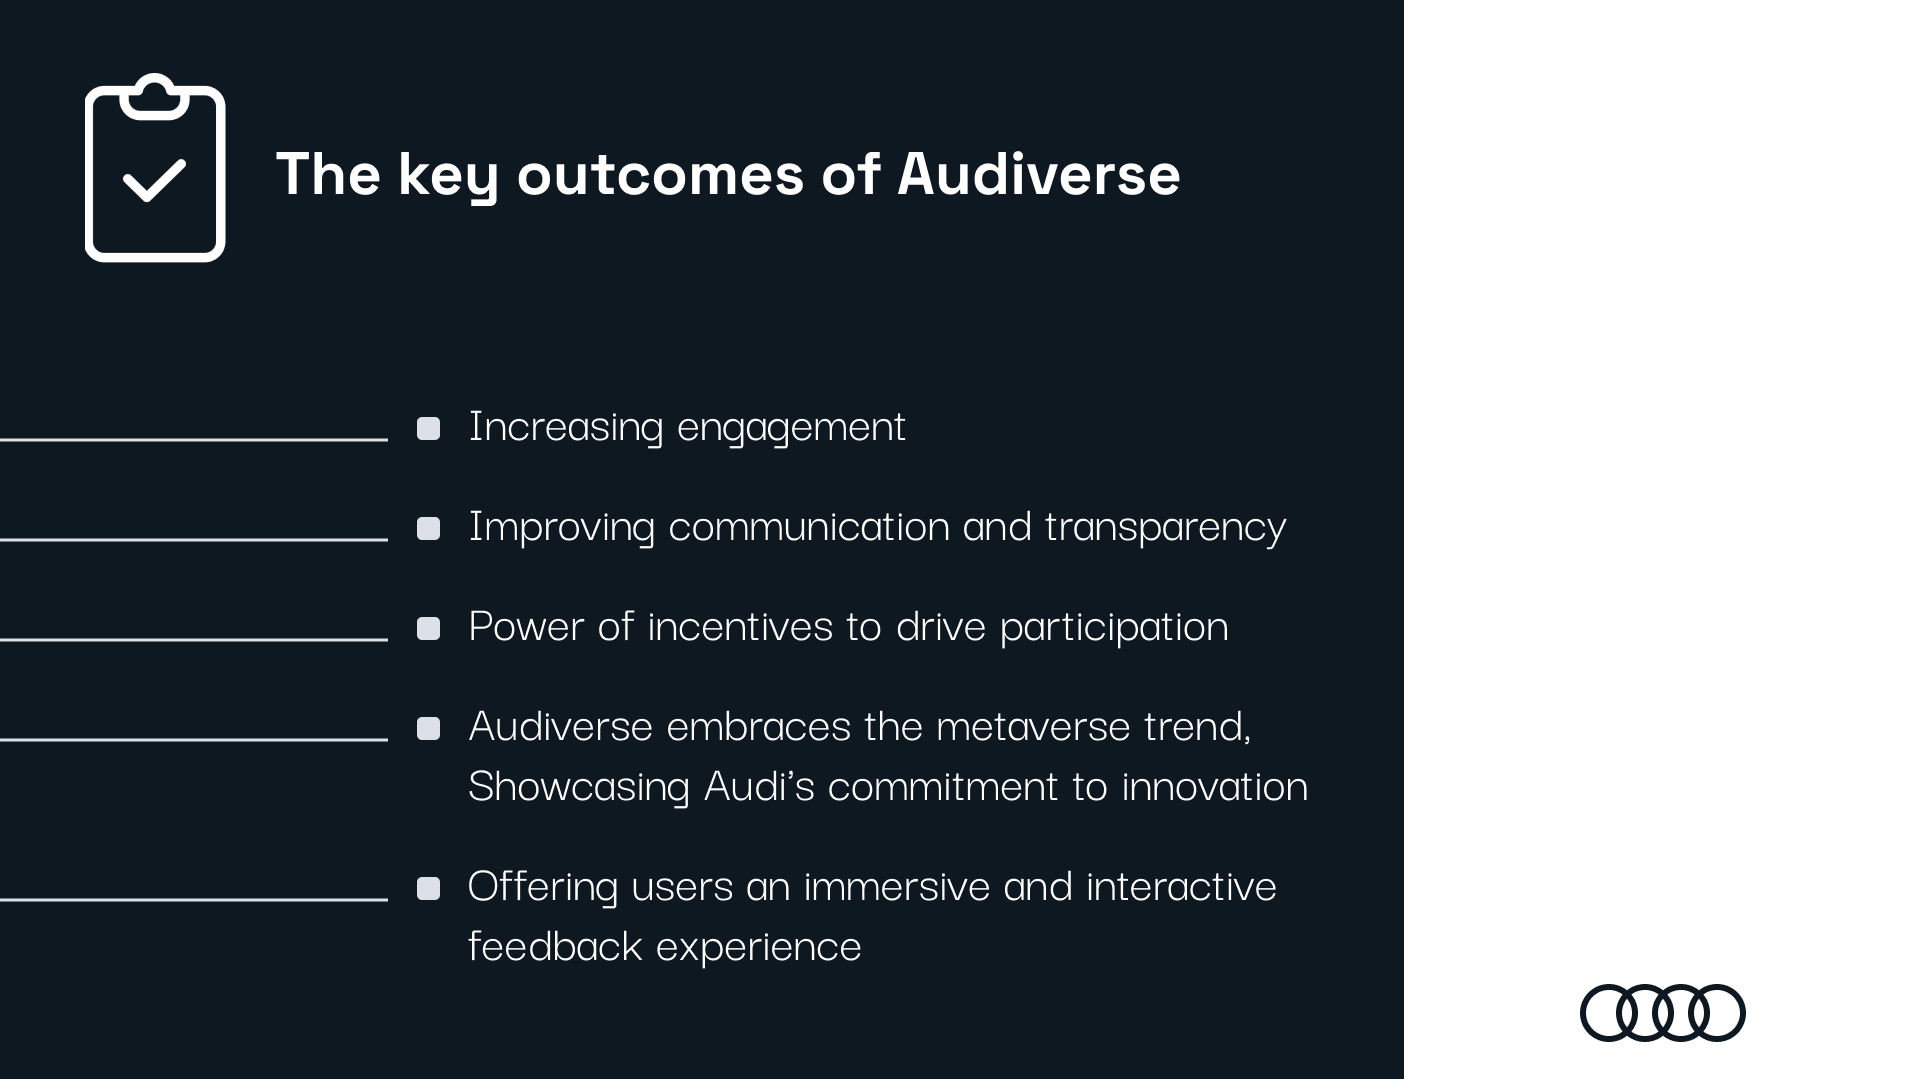 The key outcomes of Audiverse
Increasing engagement
Improving communication and transparency
Power of incentives to drive participation
Audiverse embraces the metaverse trend,
Showcasing Audi’s commitment to innovation
Offering users an immersive and interactive
feedback experience